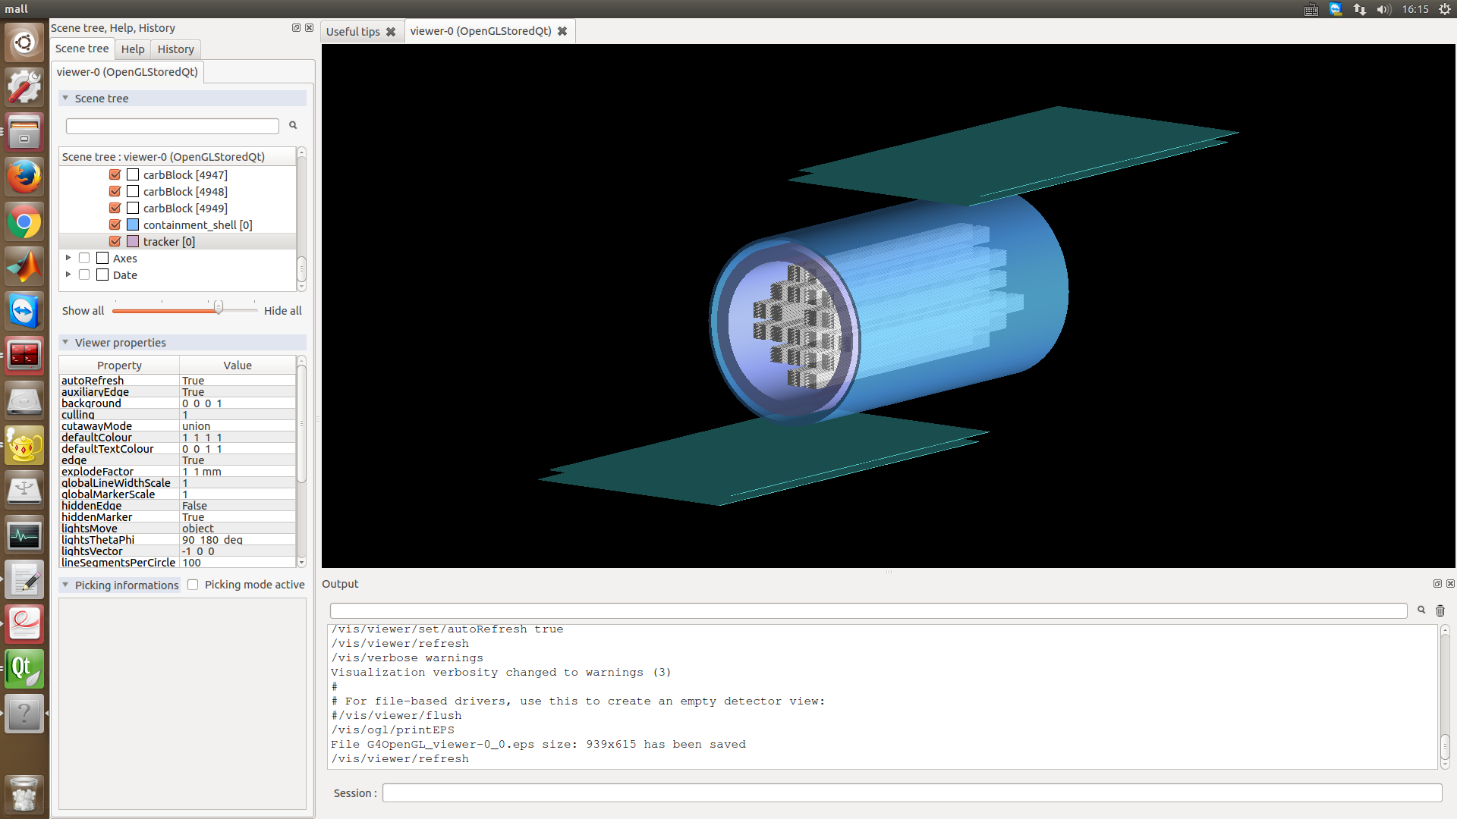 mall
16:15
Scene tree, Help, History
Scene tree
Help
History
viewer-0 (OpenGLStoredQt)
Scene tree
Scene tree : viewer-0 (OpenGLStoredQt)
carbBlock [4947]
carbBlock [4948]
carbBlock [4949]
containment_shell [0]
tracker [0]
Axes
Date
Show all
Hide all
Viewer properties
Property Value
autoRefresh True
auxiliaryEdge True
background 0 0 0 1
culling 1
cutawayMode union
defaultColour 1 1 1 1
defaultTextColour 0 0 1 1
edge True
explodeFactor 1 1 mm
globalLineWidthScale 1
globalMarkerScale 1
hiddenEdge False
hiddenMarker True
lightsMove object
lightsThetaPhi 90 180 deg
lightsVector -1 0 0
lineSegmentsPerCircle 100
Picking informations
Picking mode active
Useful tips
viewer-0 (OpenGLStoredQt)
Output
/vis/viewer/set/autoRefresh true
/vis/viewer/refresh
/vis/verbose warnings
Visualization verbosity changed to warnings (3)
#
# For file-based drivers, use this to create an empty detector view:
#/vis/viewer/flush
/vis/ogl/printEPS
File G4OpenGL_viewer-0_0.eps size: 939x615 has been saved
/vis/viewer/refresh
Session :
Qt
?